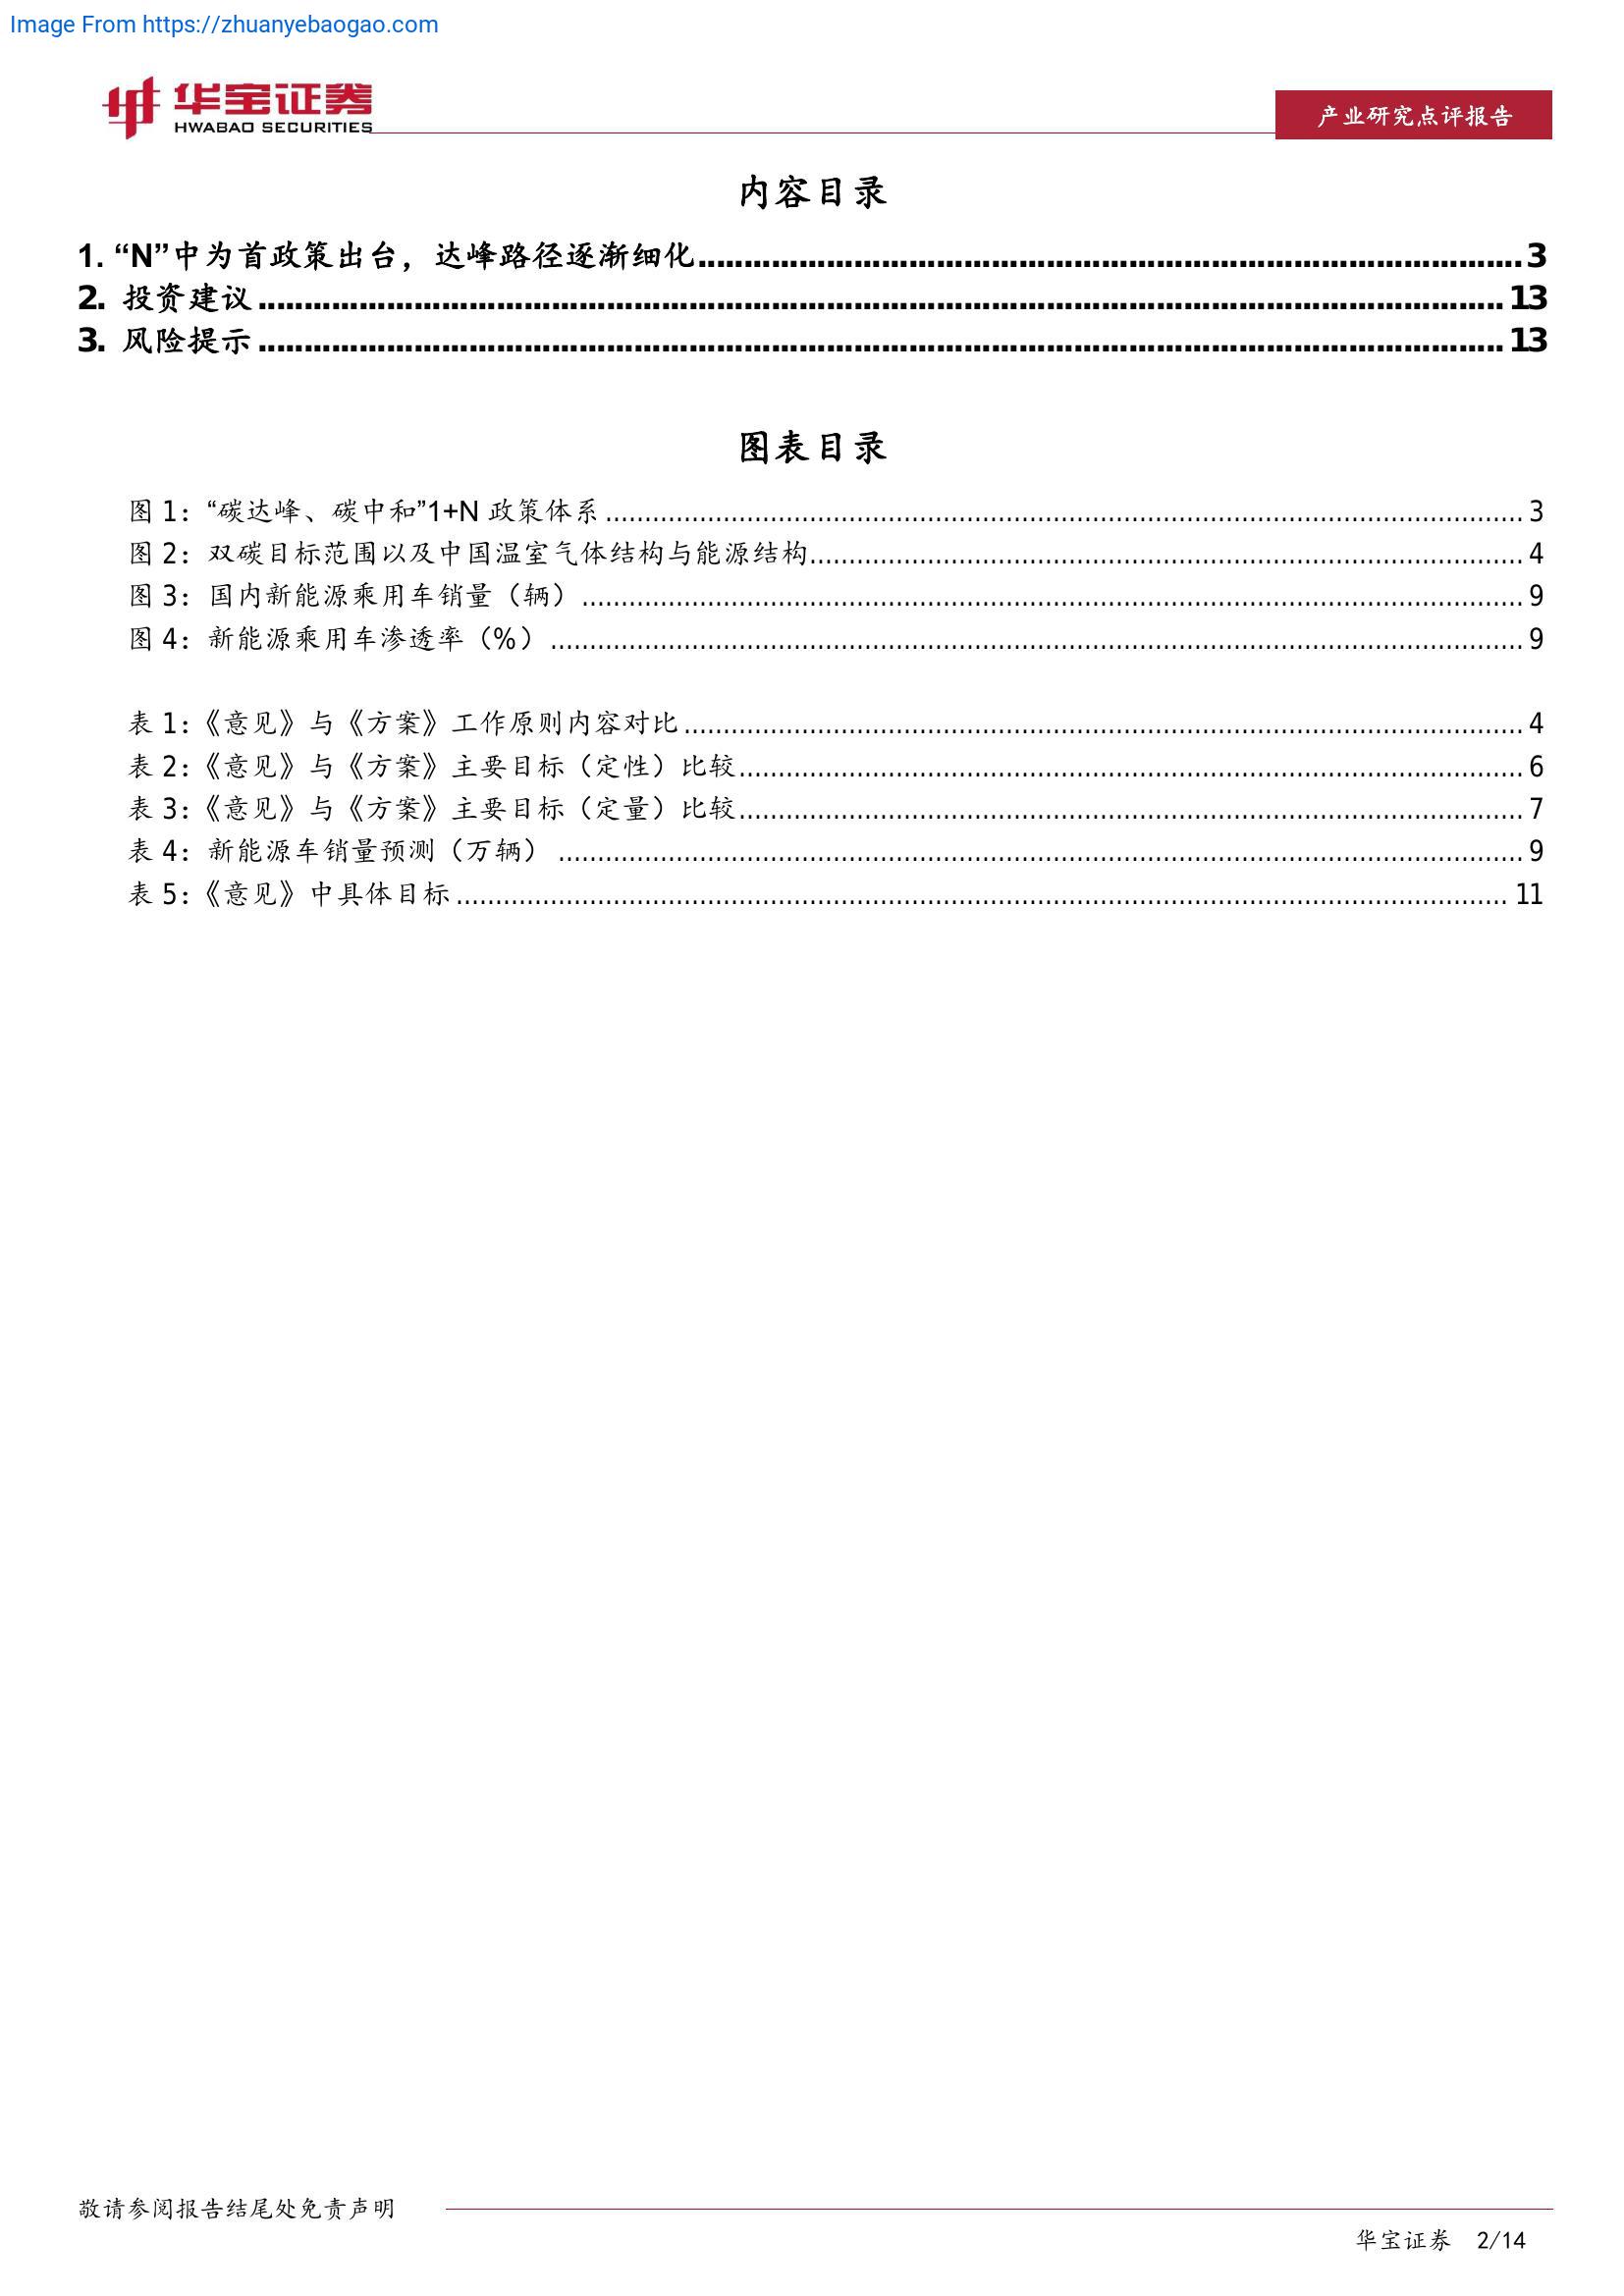 Image From https://zhuanyebaogao.com
华宝证券
HWABAO SECURITIES
产业研究点评报告
内容目录
1. “N”中为首政策出台，达峰路径逐渐细化 3
2. 投资建议 13
3. 风险提示 13
图表目录
图 1：“碳达峰、碳中和”1+N 政策体系 3
图 2：双碳目标范围以及中国温室气体结构与能源结构 4
图 3：国内新能源乘用车销量（辆） 9
图 4：新能源乘用车渗透率（%） 9
表 1：《意见》与《方案》工作原则内容对比 4
表 2：《意见》与《方案》主要目标（定性）比较 6
表 3：《意见》与《方案》主要目标（定量）比较 7
表 4：新能源车销量预测（万辆） 9
表 5：《意见》中具体目标 11
敬请参阅报告结尾处免责声明
华宝证券 2/14